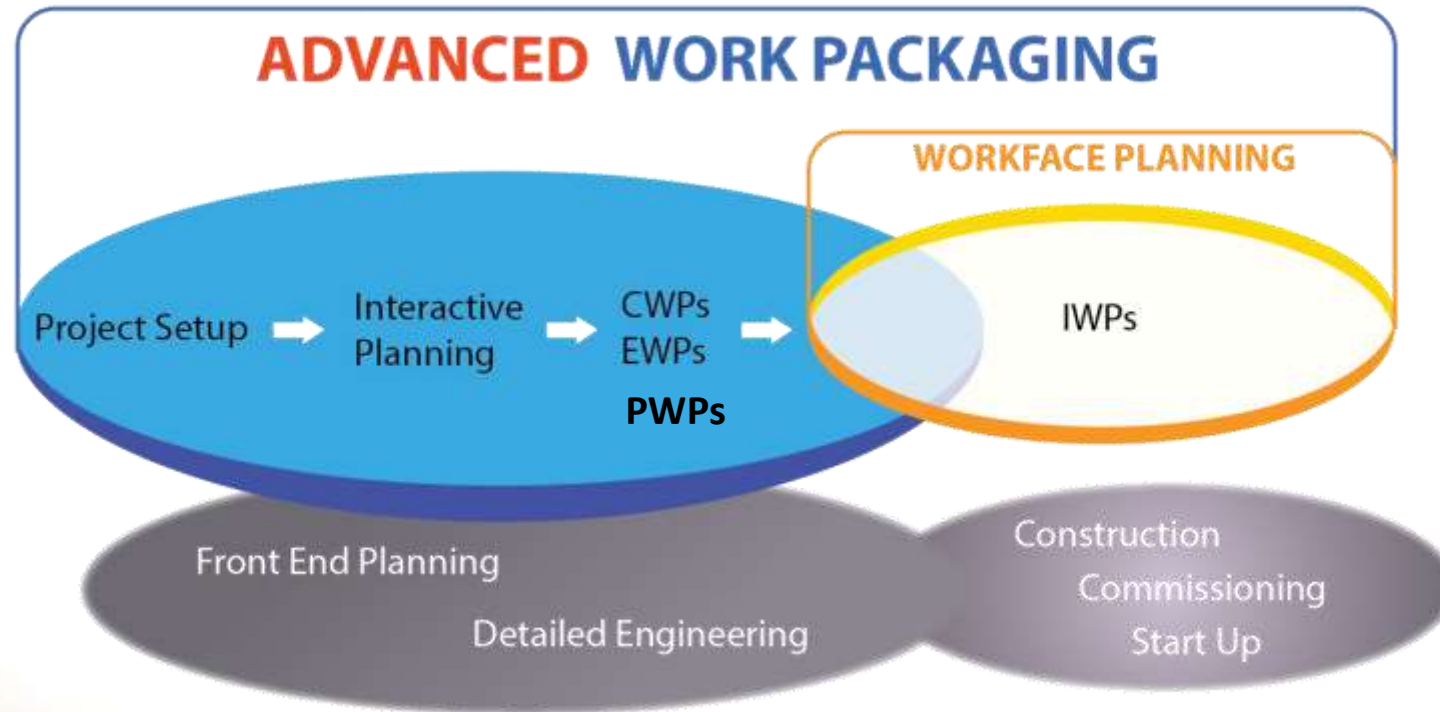 ADVANCED WORK PACKAGING
WORKFACE PLANNING
Project Setup
Interactive
Planning
CWPs
EWPs
PWPs
IWPs
Front End Planning
Detailed Engineering
Construction
Commissioning
Start Up